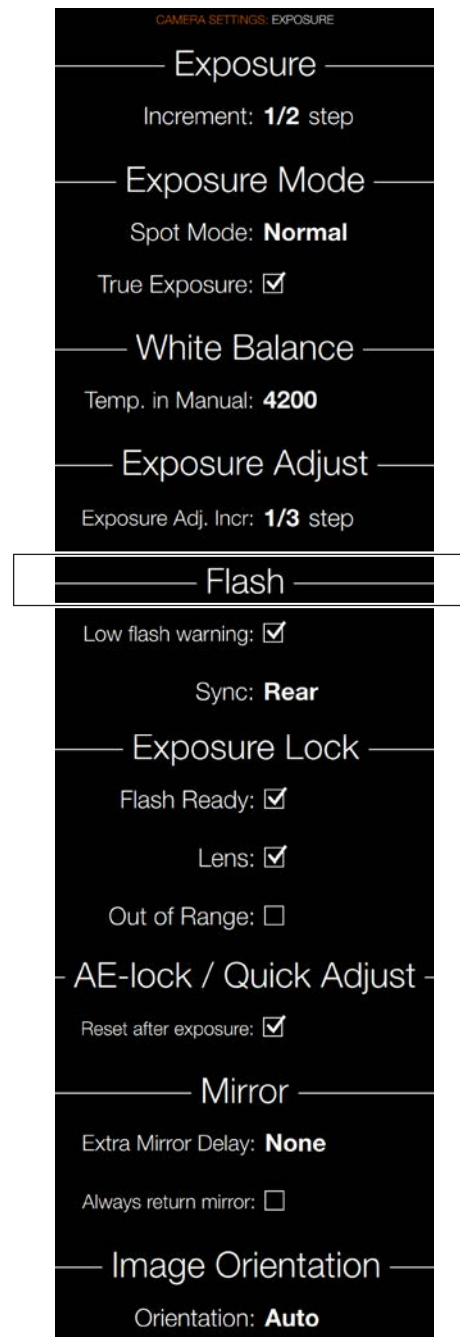 CAMERA SETTINGS: EXPOSURE
Exposure
Increment: 1/2 step
Exposure Mode
Spot Mode: Normal
True Exposure:
White Balance
Temp. in Manual: 4200
Exposure Adjust
Exposure Adj. Incr: 1/3 step
Flash
Low flash warning:
Sync: Rear
Exposure Lock
Flash Ready:
Lens:
Out of Range:
AE-lock / Quick Adjust
Reset after exposure:
Mirror
Extra Mirror Delay: None
Always return mirror:
Image Orientation
Orientation: Auto